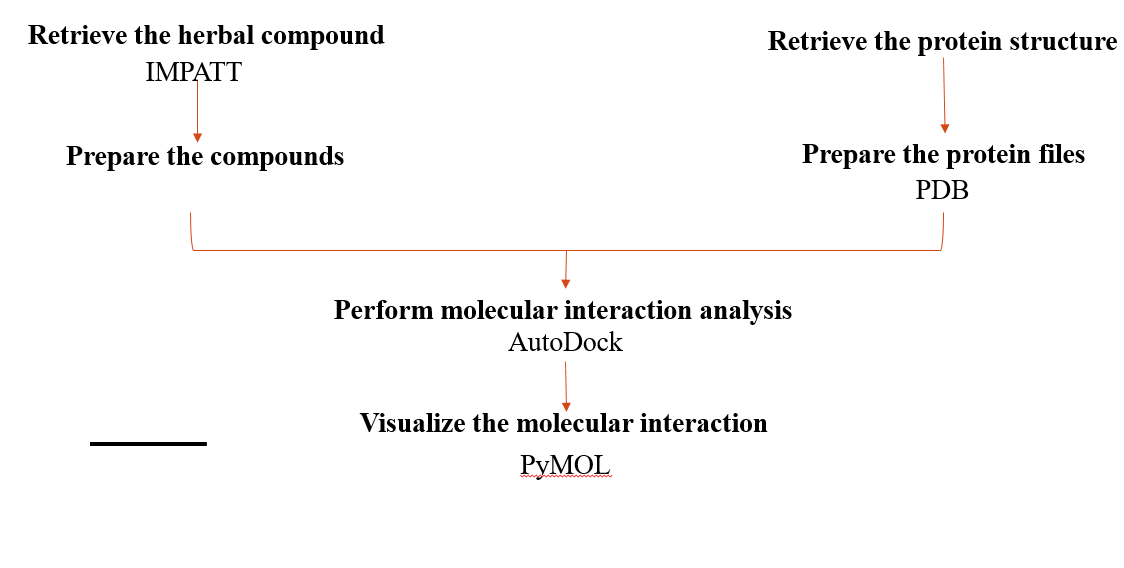 Retrieve the herbal compound
IMPATT
Prepare the compounds
Retrieve the protein structure
Prepare the protein files
PDB
Perform molecular interaction analysis
AutoDock
Visualize the molecular interaction
PyMOL